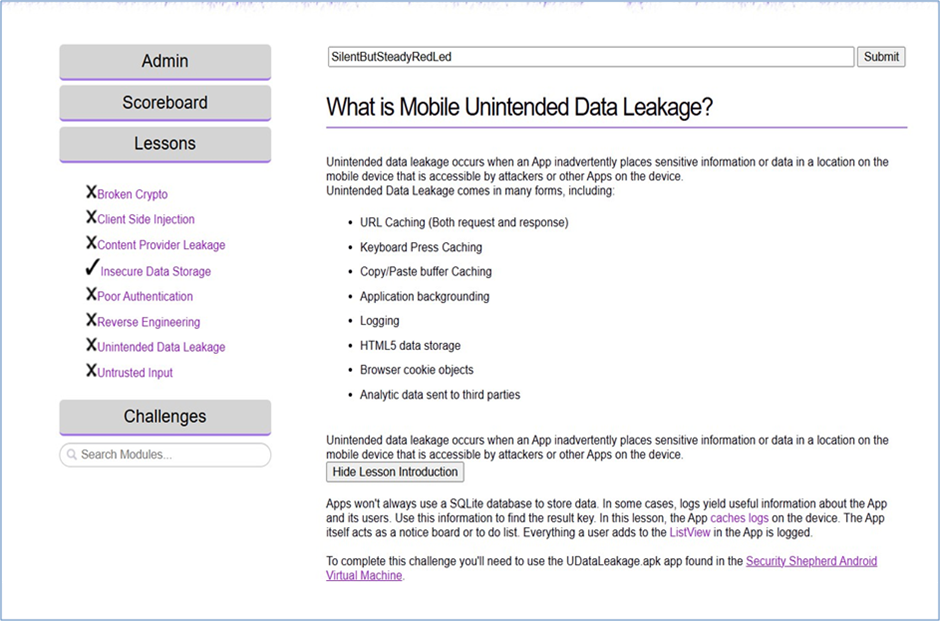 Admin
Scoreboard
Lessons
XBroken Crypto
XClient Side Injection
XContent Provider Leakage
✓Insecure Data Storage
XPoor Authentication
XReverse Engineering
XUnintended Data Leakage
XUntrusted Input
Challenges
Search Modules...
SilentButSteadyRedLed Submit
What is Mobile Unintended Data Leakage?
Unintended data leakage occurs when an App inadvertently places sensitive information or data in a location on the
mobile device that is accessible by attackers or other Apps on the device.
Unintended Data Leakage comes in many forms, including:
• URL Caching (Both request and response)
• Keyboard Press Caching
• Copy/Paste buffer Caching
• Application backgrounding
• Logging
• HTML5 data storage
• Browser cookie objects
• Analytic data sent to third parties
Unintended data leakage occurs when an App inadvertently places sensitive information or data in a location on the
mobile device that is accessible by attackers or other Apps on the device.
Hide Lesson Introduction
Apps won't always use a SQLite database to store data. In some cases, logs yield useful information about the App
and its users. Use this information to find the result key. In this lesson, the App caches logs on the device. The App
itself acts as a notice board or to do list. Everything a user adds to the ListView in the App is logged.
To complete this challenge you'll need to use the UDataLeakage.apk app found in the Security Shepherd Android
Virtual Machine.